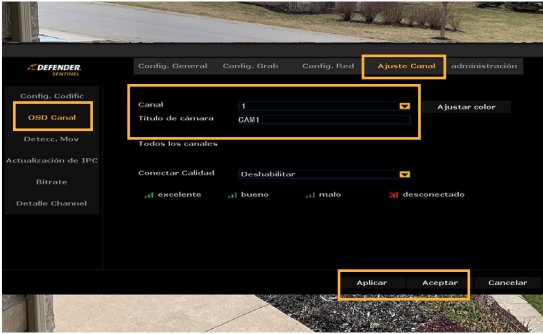 DEFENDER
SENTINEL
Config. General Config. Grab Config. Red Ajuste Canal administración
Config. Codific
OSD Canal
Detecc. Mov
Actualización de IPC
Bitrate
Detalle Channel
Canal 1 Ajustar color
Título de cámara CAM1
Todos los canales
Conectar Calidad Deshabilitar
excelente bueno malo desconectado
Aplicar Aceptar Cancelar